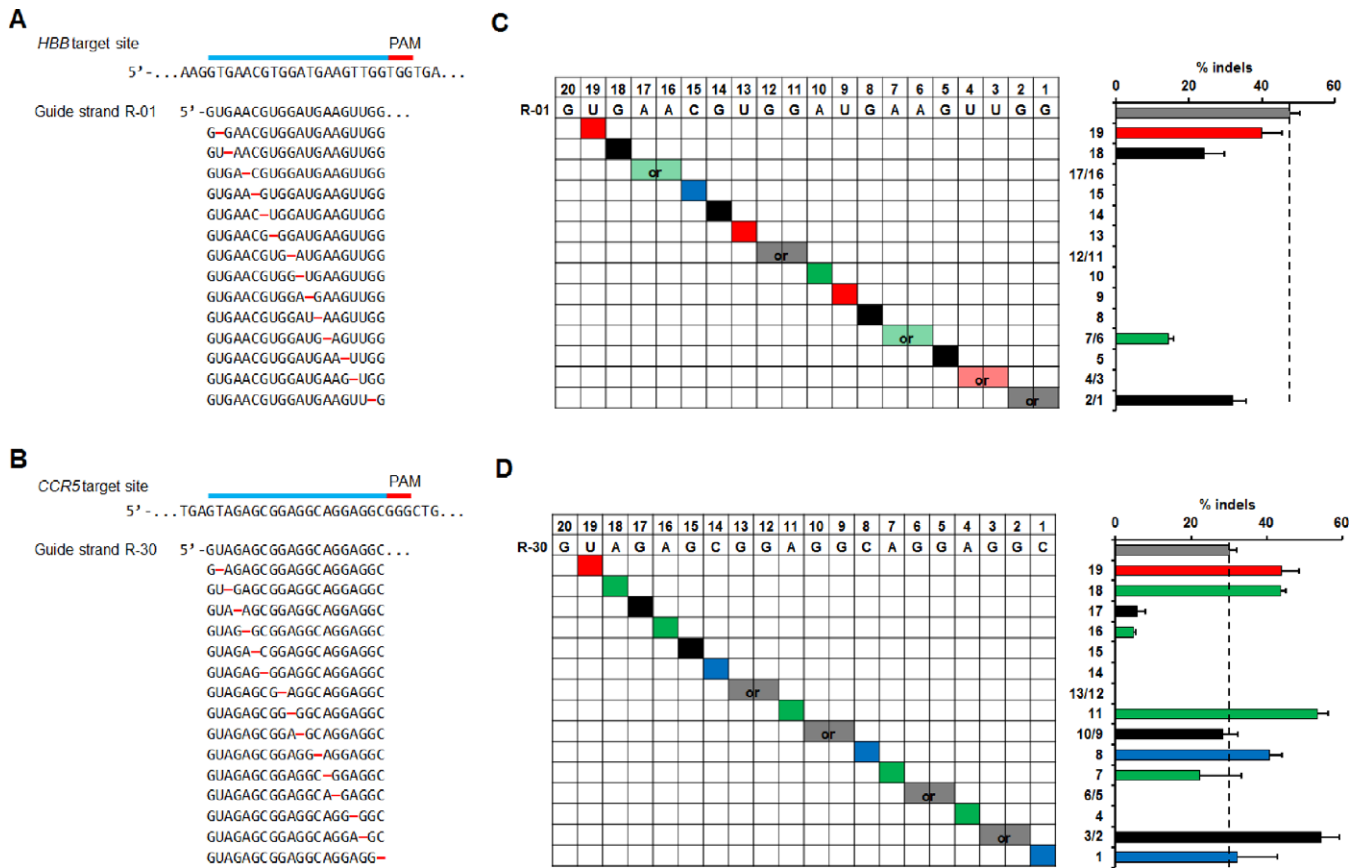 A
HBB target site
PAM
5’-...AAGGTGAACGTGGATGAAGTTGGTGGTGA...
Guide strand R-01 5’-GUGAACGUGGAUGAAGUUGG...
G–GAACGUGGAUGAAGUUGG
GU–AACGUGGAUGAAGUUGG
GUGA–CGUGGAUGAAGUUGG
GUGAA–GUGGAUGAAGUUGG
GUGAAC–UGGAUGAAGUUGG
GUGAACG–GGAUGAAGUUGG
GUGAACGUG–AUGAAGUUGG
GUGAACGUGG–UGAAGUUGG
GUGAACGUGGA–GAAGUUGG
GUGAACGUGGAU–AAGUUGG
GUGAACGUGGAUG–AGUUGG
GUGAACGUGGAUGAA–UUGG
GUGAACGUGGAUGAAG–UGG
GUGAACGUGGAUGAAGUU–G
C
20 19 18 17 16 15 14 13 12 11 10 9 8 7 6 5 4 3 2 1
R-01 G U G A A C G U G G A U G A A G U U G G
or
or
or
or
or
% indels
0 20 40 60
19
18
17/16
15
14
13
12/11
10
9
8
7/6
5
4/3
2/1
B
CCR5 target site
PAM
5’-...TGAGTAGAGCGGAGGCAGGAGGCGGGCTG...
Guide strand R-30 5’-GUAGAGCGGAGGCAGGAGGC...
G–AGAGCGGAGGCAGGAGGC
GU–GAGCGGAGGCAGGAGGC
GUA–AGCGGAGGCAGGAGGC
GUAG–GCGGAGGCAGGAGGC
GUAGA–CGGAGGCAGGAGGC
GUAGAG–GGAGGCAGGAGGC
GUAGAGCG–AGGCAGGAGGC
GUAGAGCGG–GGCAGGAGGC
GUAGAGCGGA–GCAGGAGGC
GUAGAGCGGAGG–AGGAGGC
GUAGAGCGGAGGC–GGAGGC
GUAGAGCGGAGGCA–GAGGC
GUAGAGCGGAGGCAGG–GGC
GUAGAGCGGAGGCAGGA–GC
GUAGAGCGGAGGCAGGAGG–
D
20 19 18 17 16 15 14 13 12 11 10 9 8 7 6 5 4 3 2 1
R-30 G U A G A G C G G A G G C A G G A G G C
or
or
or
or
% indels
0 20 40 60
19
18
17
16
15
14
13/12
11
10/9
8
7
6/5
4
3/2
1